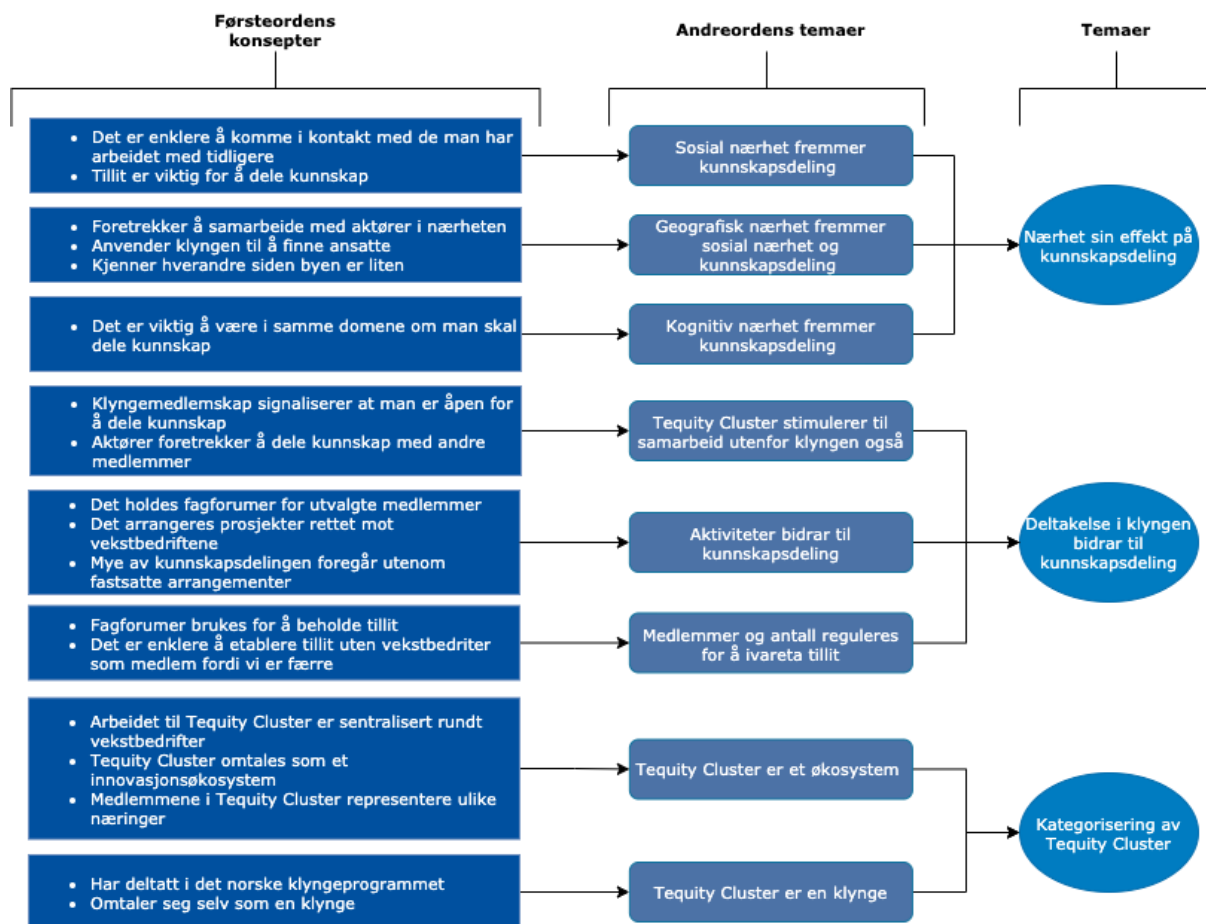 Førsteordens
konsepter
Andreordens temaer
Temaer
• Det er enklere å komme i kontakt med de man har
arbeidet med tidligere
• Tillit er viktig for å dele kunnskap
Sosial nærhet fremmer
kunnskapsdeling
• Foretrekker å samarbeide med aktører i nærheten
• Anvender klyngen til å finne ansatte
• Kjenner hverandre siden byen er liten
Geografisk nærhet fremmer
sosial nærhet og
kunnskapsdeling
• Det er viktig å være i samme domene om man skal
dele kunnskap
Kognitiv nærhet fremmer
kunnskapsdeling
Nærhet sin effekt på
kunnskapsdeling
• Klyngemedlemskap signaliserer at man er åpen for
å dele kunnskap
• Aktører foretrekker å dele kunnskap med andre
medlemmer
Tequity Cluster stimulerer til
samarbeid utenfor klyngen også
• Det holdes fagforumer for utvalgte medlemmer
• Det arrangeres prosjekter rettet mot
vekstbedriftene
• Mye av kunnskapsdelingen foregår utenom
fastsatte arrangementer
Aktiviteter bidrar til
kunnskapsdeling
• Fagforumer brukes for å beholde tillit
• Det er enklere å etablere tillit uten vekstbedriter
som medlem fordi vi er færre
Medlemmer og antall reguleres
for å ivareta tillit
Deltakelse i klyngen
bidrar til
kunnskapsdeling
• Arbeidet til Tequity Cluster er sentralisert rundt
vekstbedrifter
• Tequity Cluster omtales som et
innovasjonsøkosystem
• Medlemmene i Tequity Cluster representere ulike
næringer
Tequity Cluster er et økosystem
• Har deltatt i det norske klyngeprogrammet
• Omtaler seg selv som en klynge
Tequity Cluster er en klynge
Kategorisering av
Tequity Cluster